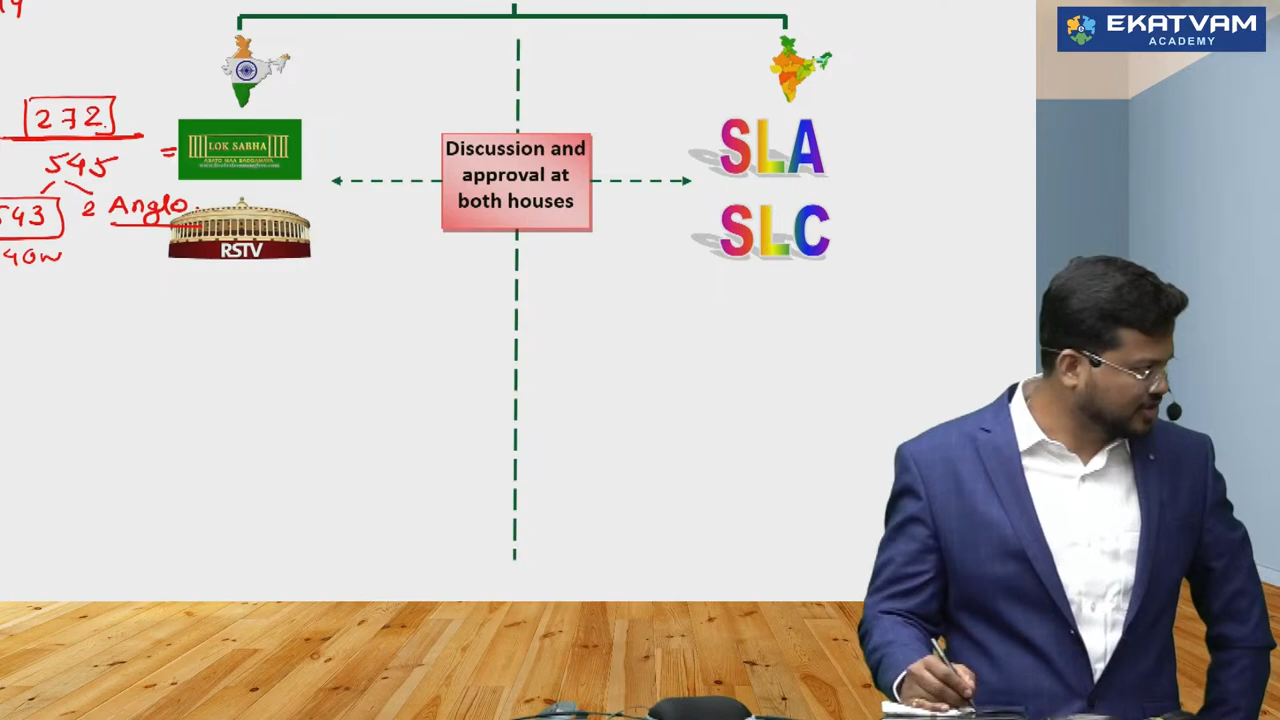 EKATVAM
ACADEMY
272
545
543
2 Anglo
LOK SABHA
RSTV
Discussion and
approval at
both houses
SLA
SLC